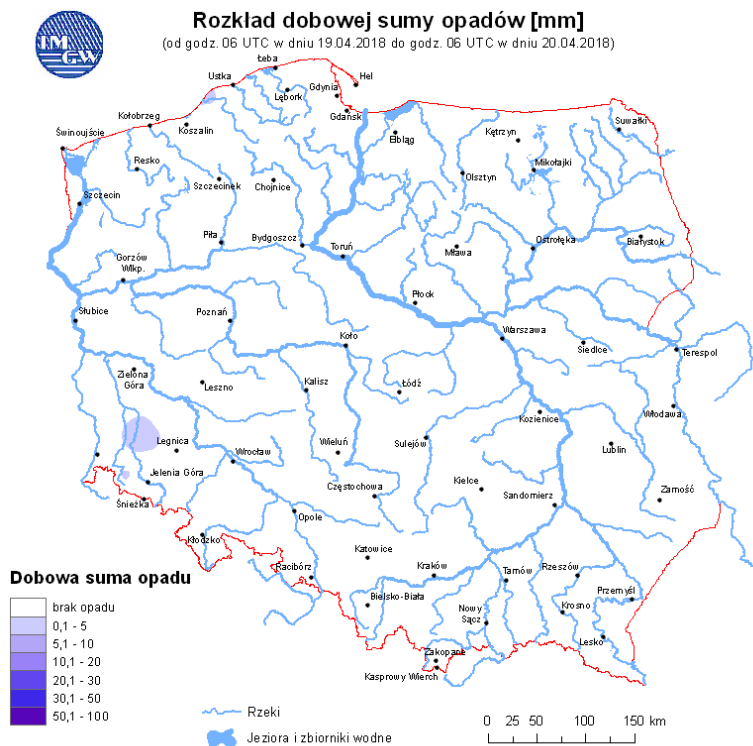 Rozkład dobowej sumy opadów [mm]
(od godz. 06 UTC w dniu 19.04.2018 do godz. 06 UTC w dniu 20.04.2018)
IM
GW
Łeba
Ustka
Hel
Gdynia
Lębork
Gdańsk
Kołobrzeg
Koszalin
Suwałki
Elbląg
Kętrzyn
Świnoujście
Resko
Mikołajki
Szczecinek
Chojnice
Olsztyn
Szczecin
Piła
Bydgoszcz
Toruń
Mława
Ostrołęka
Białystok
Gorzów
Wlkp.
Płock
Słubice
Poznań
Koło
Warszawa
Siedlce
Terespol
Zielona
Góra
Leszno
Kalisz
Łódź
Włodawa
Kozienice
Legnica
Wrocław
Wieluń
Sulejów
Lublin
Jelenia Góra
Częstochowa
Kielce
Sandomierz
Zamość
Śnieżka
Opole
Kłodzko
Katowice
Racibórz
Kraków
Tarnów
Rzeszów
Przemyśl
Bielsko-Biała
Nowy
Sącz
Krosno
Lesko
Zakopane
Kasprowy Wierch
Dobowa suma opadu
brak opadu
0,1 - 5
5,1 - 10
10,1 - 20
20,1 - 30
30,1 - 50
50,1 - 100
Rzeki
Jeziora i zbiorniki wodne
0 25 50 100 150 km